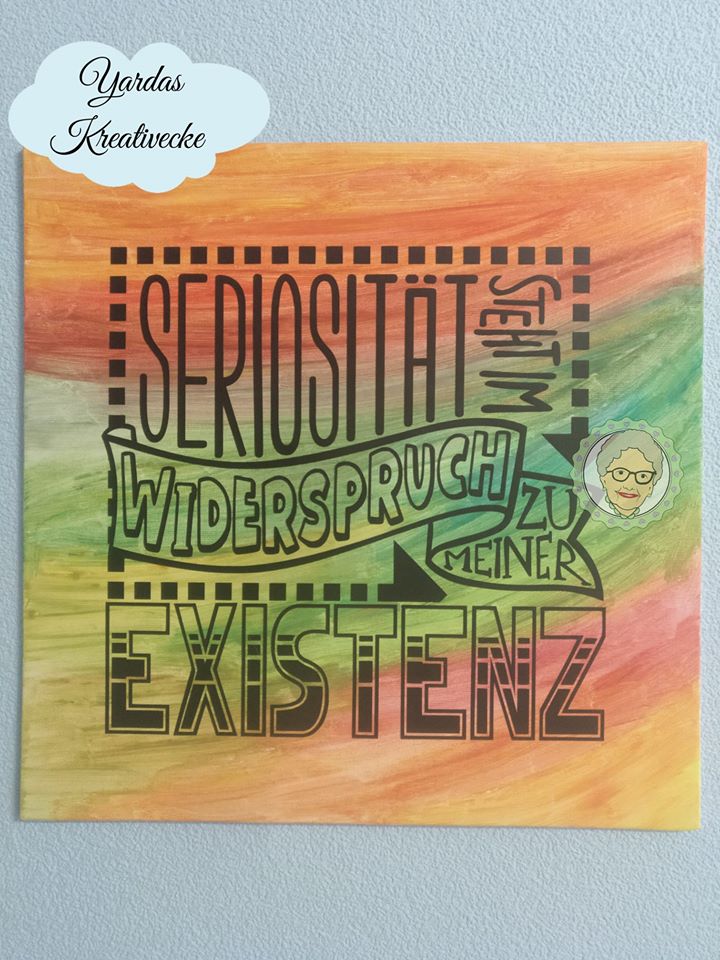 Yardas
Kreativecke
SERIOSITÄT
STEHT IM
WIDERSPRUCH
ZU
MEINER
EXISTENZ